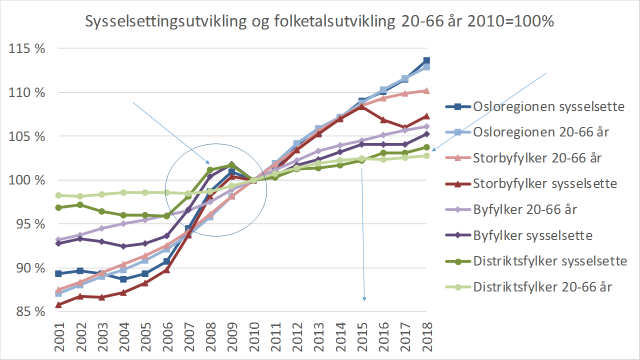 Sysselsettingsutvikling og folketalsutvikling 20-66 år 2010=100%
115 %
110 %
105 %
100 %
95 %
90 %
85 %
2001 2002 2003 2004 2005 2006 2007 2008 2009 2010 2011 2012 2013 2014 2015 2016 2017 2018
Osloregionen sysselsette
Osloregionen 20-66 år
Storbyfylker 20-66 år
Storbyfylker sysselsette
Byfylker 20-66 år
Byfylker sysselsette
Distriktsfylker sysselsette
Distriktsfylker 20-66 år